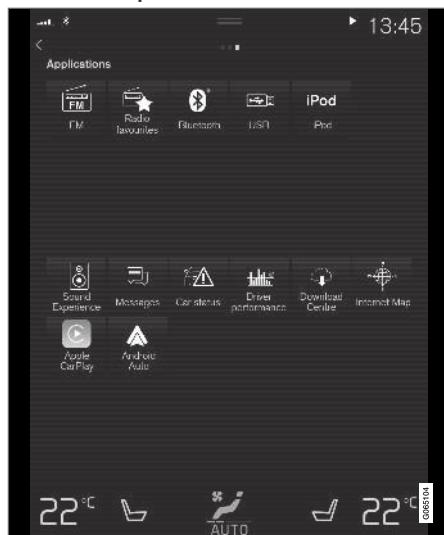 13:45
Applications
FM
iPod
FM
Radio
favourites
Bluetooth
USB
iPod
Sound
Experience
Messages
Car status
Driver
performance
Download
Centre
Internet Map
Apple
CarPlay
Android
Auto
22°C
AUTO
22°C
G065104